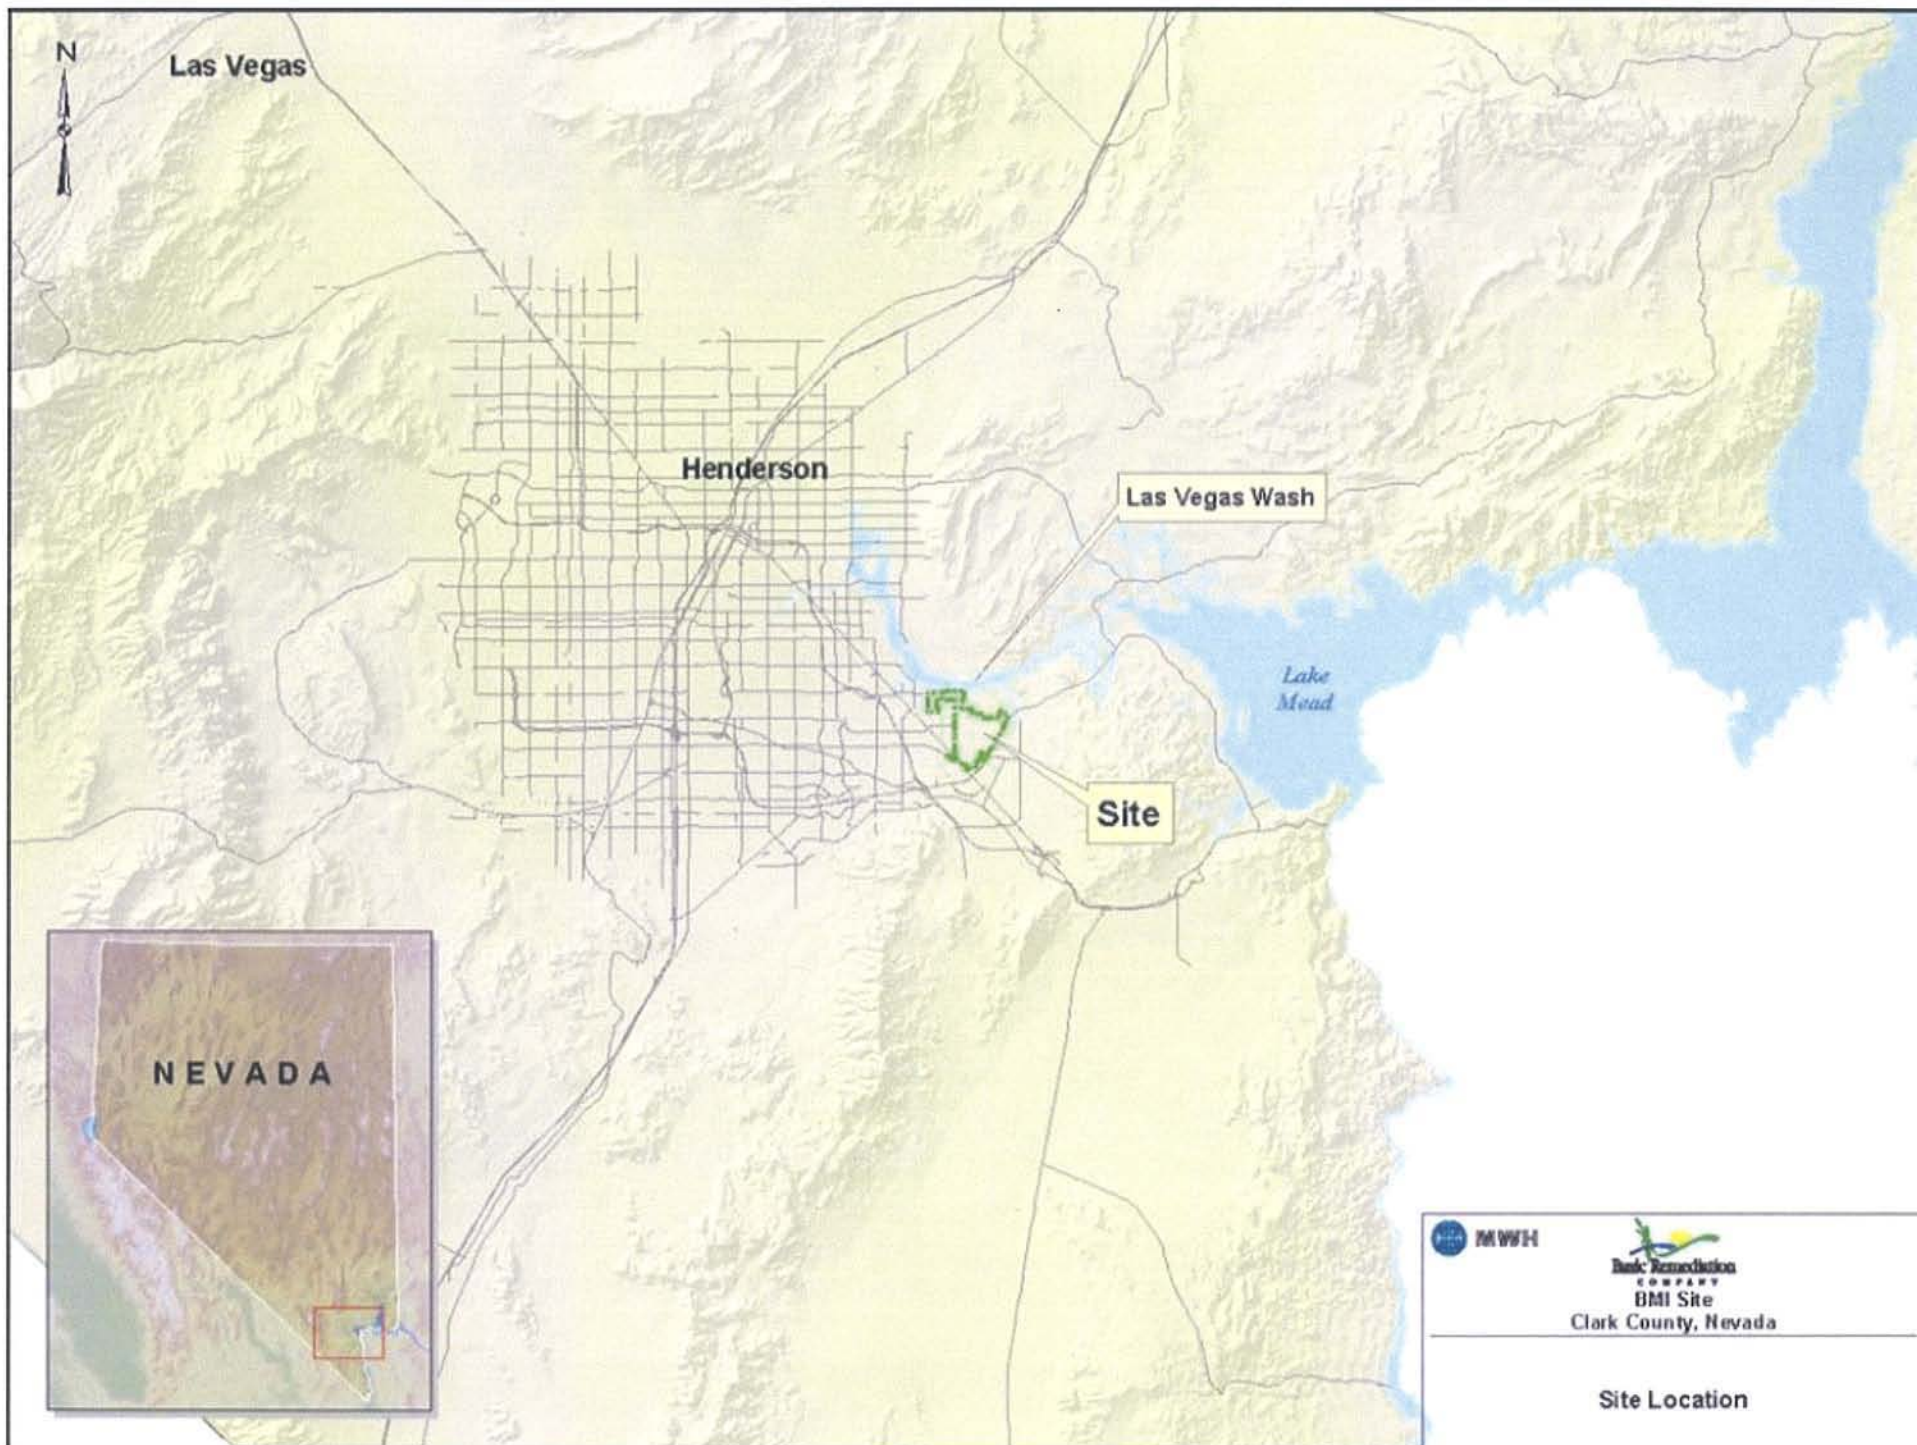 N
Las Vegas
Henderson
Las Vegas Wash
Lake
Mead
Site
NEVADA
MWH
Basic Remediation
COMPANY
BMI Site
Clark County, Nevada
Site Location